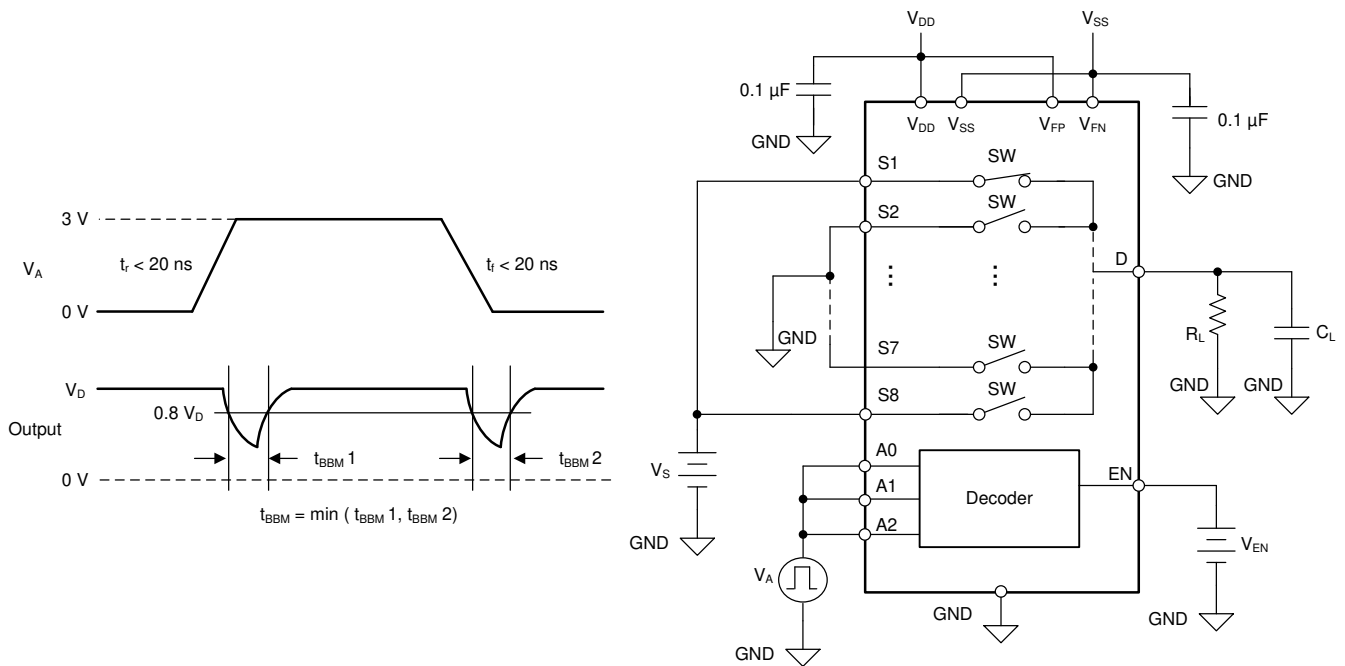 3 V
V_A
t_r < 20 ns
t_f < 20 ns
0 V
V_D
0.8 V_D
Output
t_BBM 1
t_BBM 2
0 V
t_BBM = min ( t_BBM 1, t_BBM 2)
V_DD
V_SS
0.1 µF
GND
V_DD
V_SS
V_FP
V_FN
0.1 µF
GND
S1
SW
S2
SW
...
...
GND
D
S7
SW
R_L
C_L
S8
SW
GND
GND
V_S
A0
A1
A2
Decoder
EN
GND
V_A
V_EN
GND
GND
GND